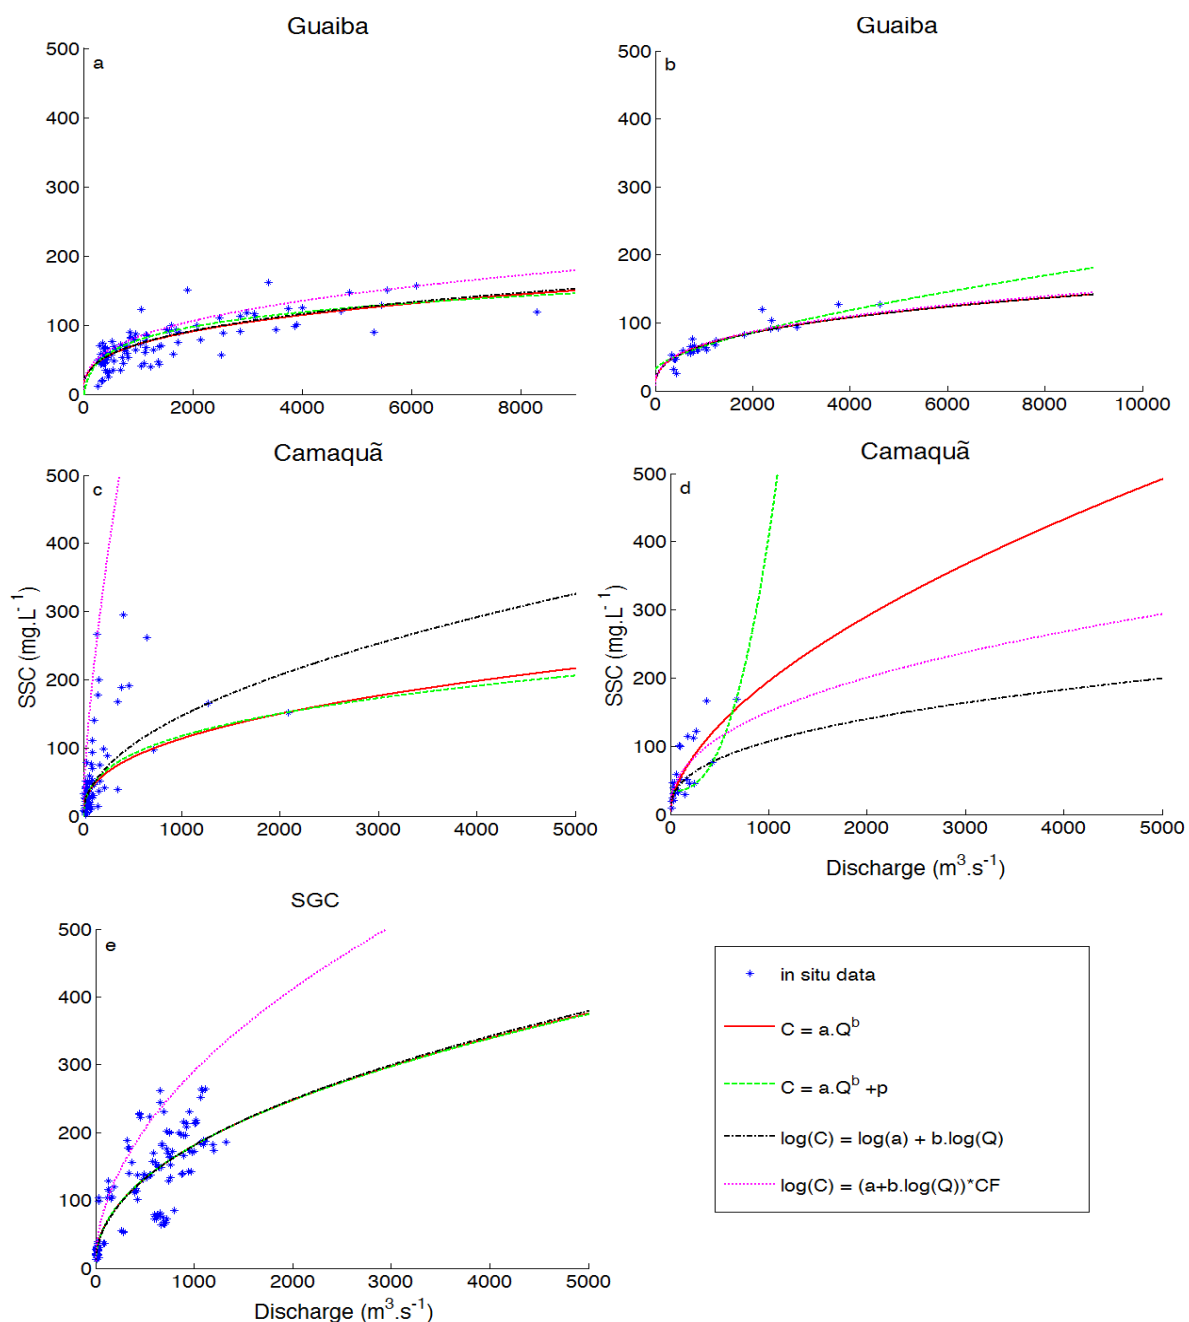 Guaiba
a
500
400
300
200
100
0
0 2000 4000 6000 8000
Guaiba
b
500
400
300
200
100
0
0 2000 4000 6000 8000 10000
Camaquã
c
500
400
300
200
100
0
SSC (mg.L⁻¹)
0 1000 2000 3000 4000 5000
Camaquã
d
500
400
300
200
100
0
SSC (mg.L⁻¹)
0 1000 2000 3000 4000 5000
Discharge (m³.s⁻¹)
SGC
e
500
400
300
200
100
0
0 1000 2000 3000 4000 5000
Discharge (m³.s⁻¹)
in situ data
C = a.Qᵇ
C = a.Qᵇ +p
log(C) = log(a) + b.log(Q)
log(C) = (a+b.log(Q))*CF